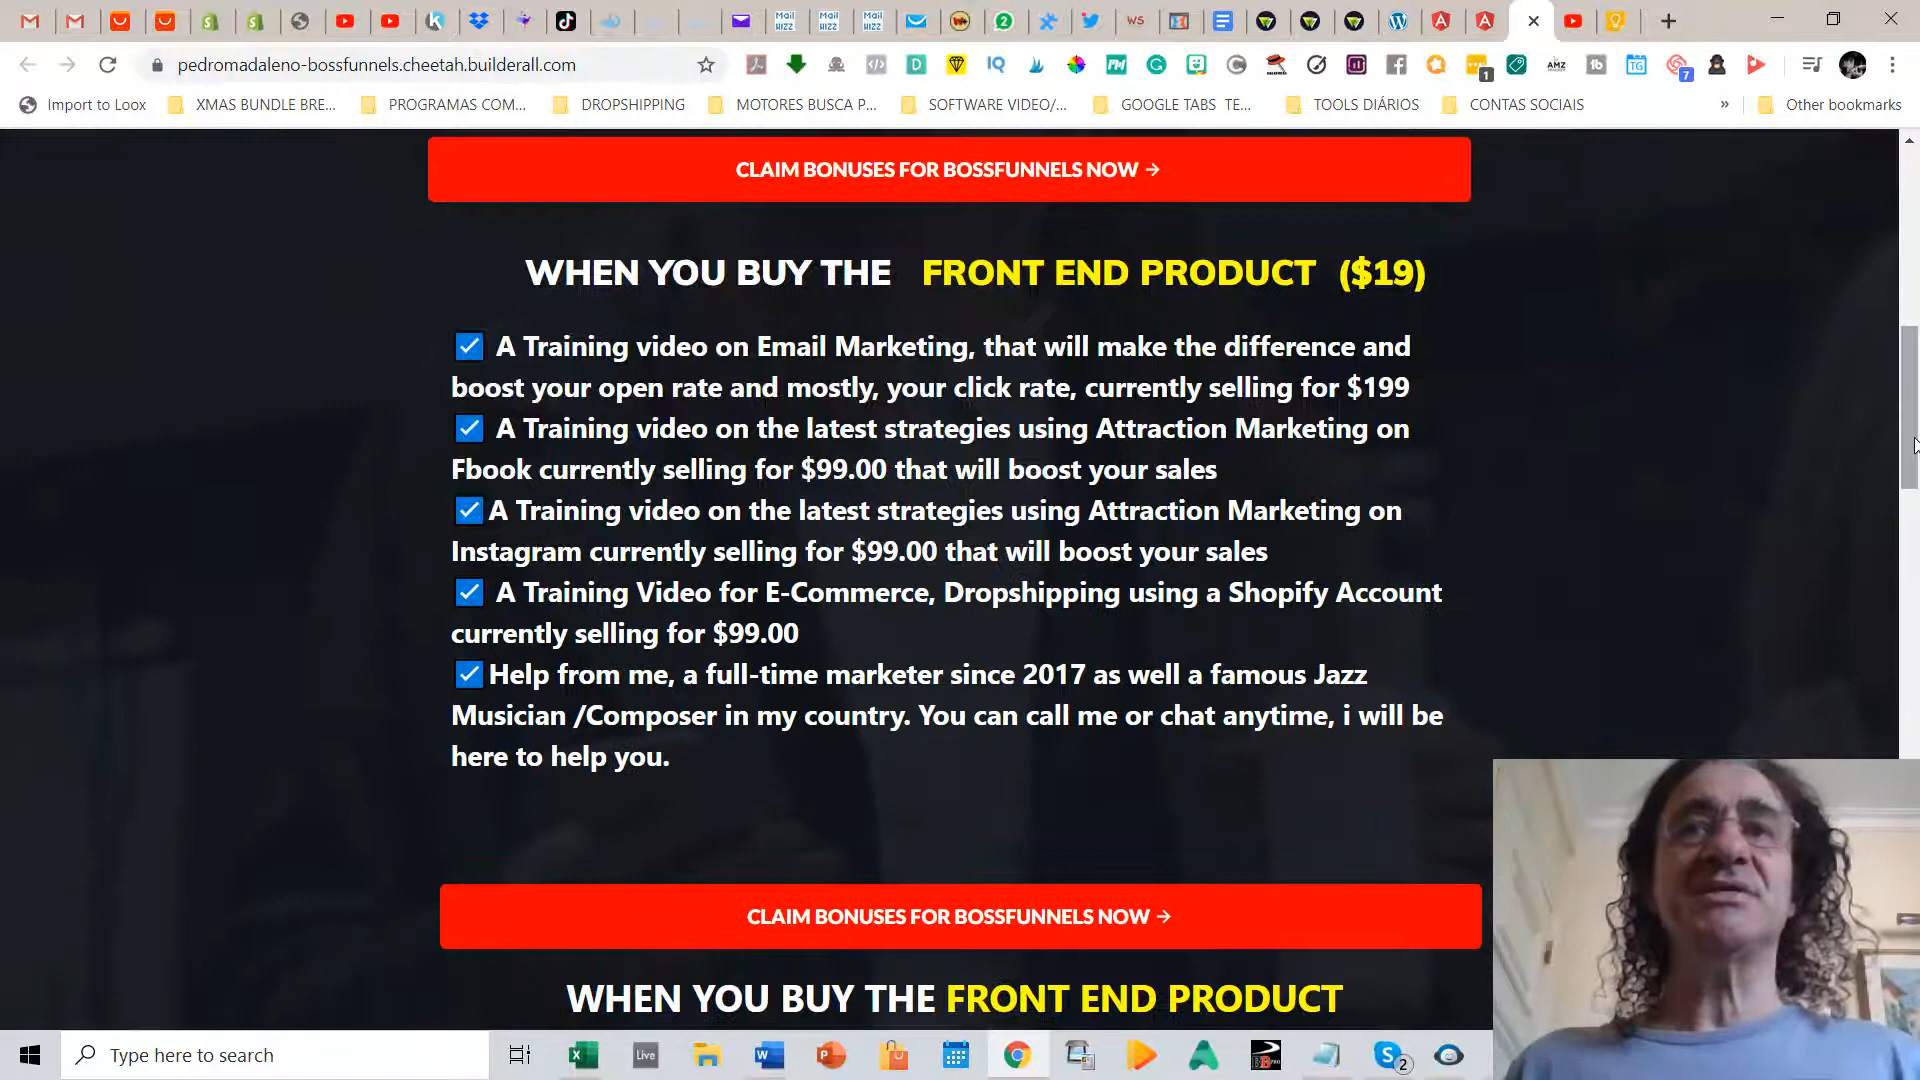 pedromadaleno-bossfunnels.cheetah.builderall.com
Import to Loox
XMAS BUNDLE BRE...
PROGRAMAS COM...
DROPSHIPPING
MOTORES BUSCA P...
SOFTWARE VIDEO/...
GOOGLE TABS TE...
TOOLS DIÁRIOS
CONTAS SOCIAIS
»
Other bookmarks
CLAIM BONUSES FOR BOSSFUNNELS NOW →
WHEN YOU BUY THE FRONT END PRODUCT ($19)
A Training video on Email Marketing, that will make the difference and
boost your open rate and mostly, your click rate, currently selling for $199
A Training video on the latest strategies using Attraction Marketing on
Fbook currently selling for $99.00 that will boost your sales
A Training video on the latest strategies using Attraction Marketing on
Instagram currently selling for $99.00 that will boost your sales
A Training Video for E-Commerce, Dropshipping using a Shopify Account
currently selling for $99.00
Help from me, a full-time marketer since 2017 as well a famous Jazz
Musician /Composer in my country. You can call me or chat anytime, i will be
here to help you.
CLAIM BONUSES FOR BOSSFUNNELS NOW →
WHEN YOU BUY THE FRONT END PRODUCT
Type here to search
Live
2